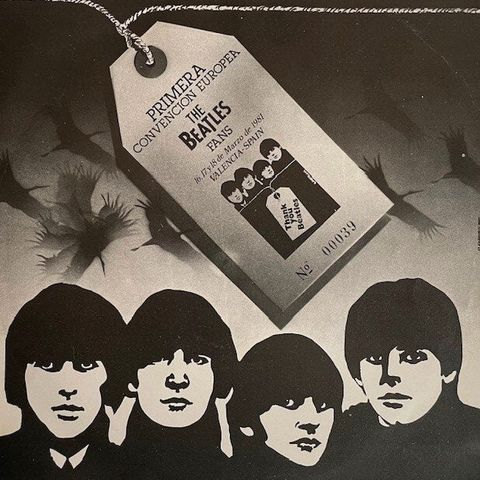 PRIMERA
CONVENCION EUROPEA
THE
BEATLES
FANS
16, 17 y 18 de Marzo de 1981
VALENCIA-SPAIN
Thank
You
Beatles
Nº 00039